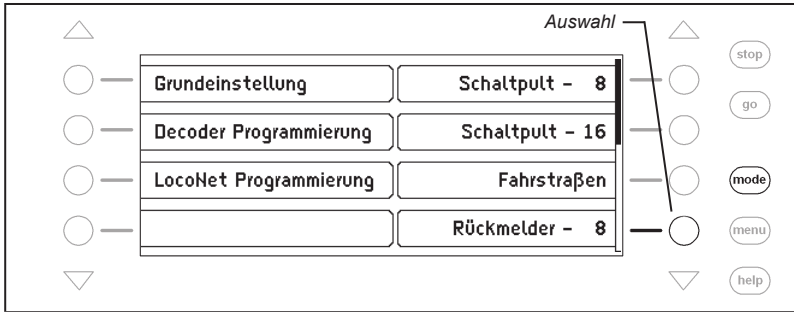 Auswahl
stop
Grundeinstellung Schaltpult - 8
go
Decoder Programmierung Schaltpult - 16
LocoNet Programmierung Fahrstraßen
mode
Rückmelder - 8
menu
help